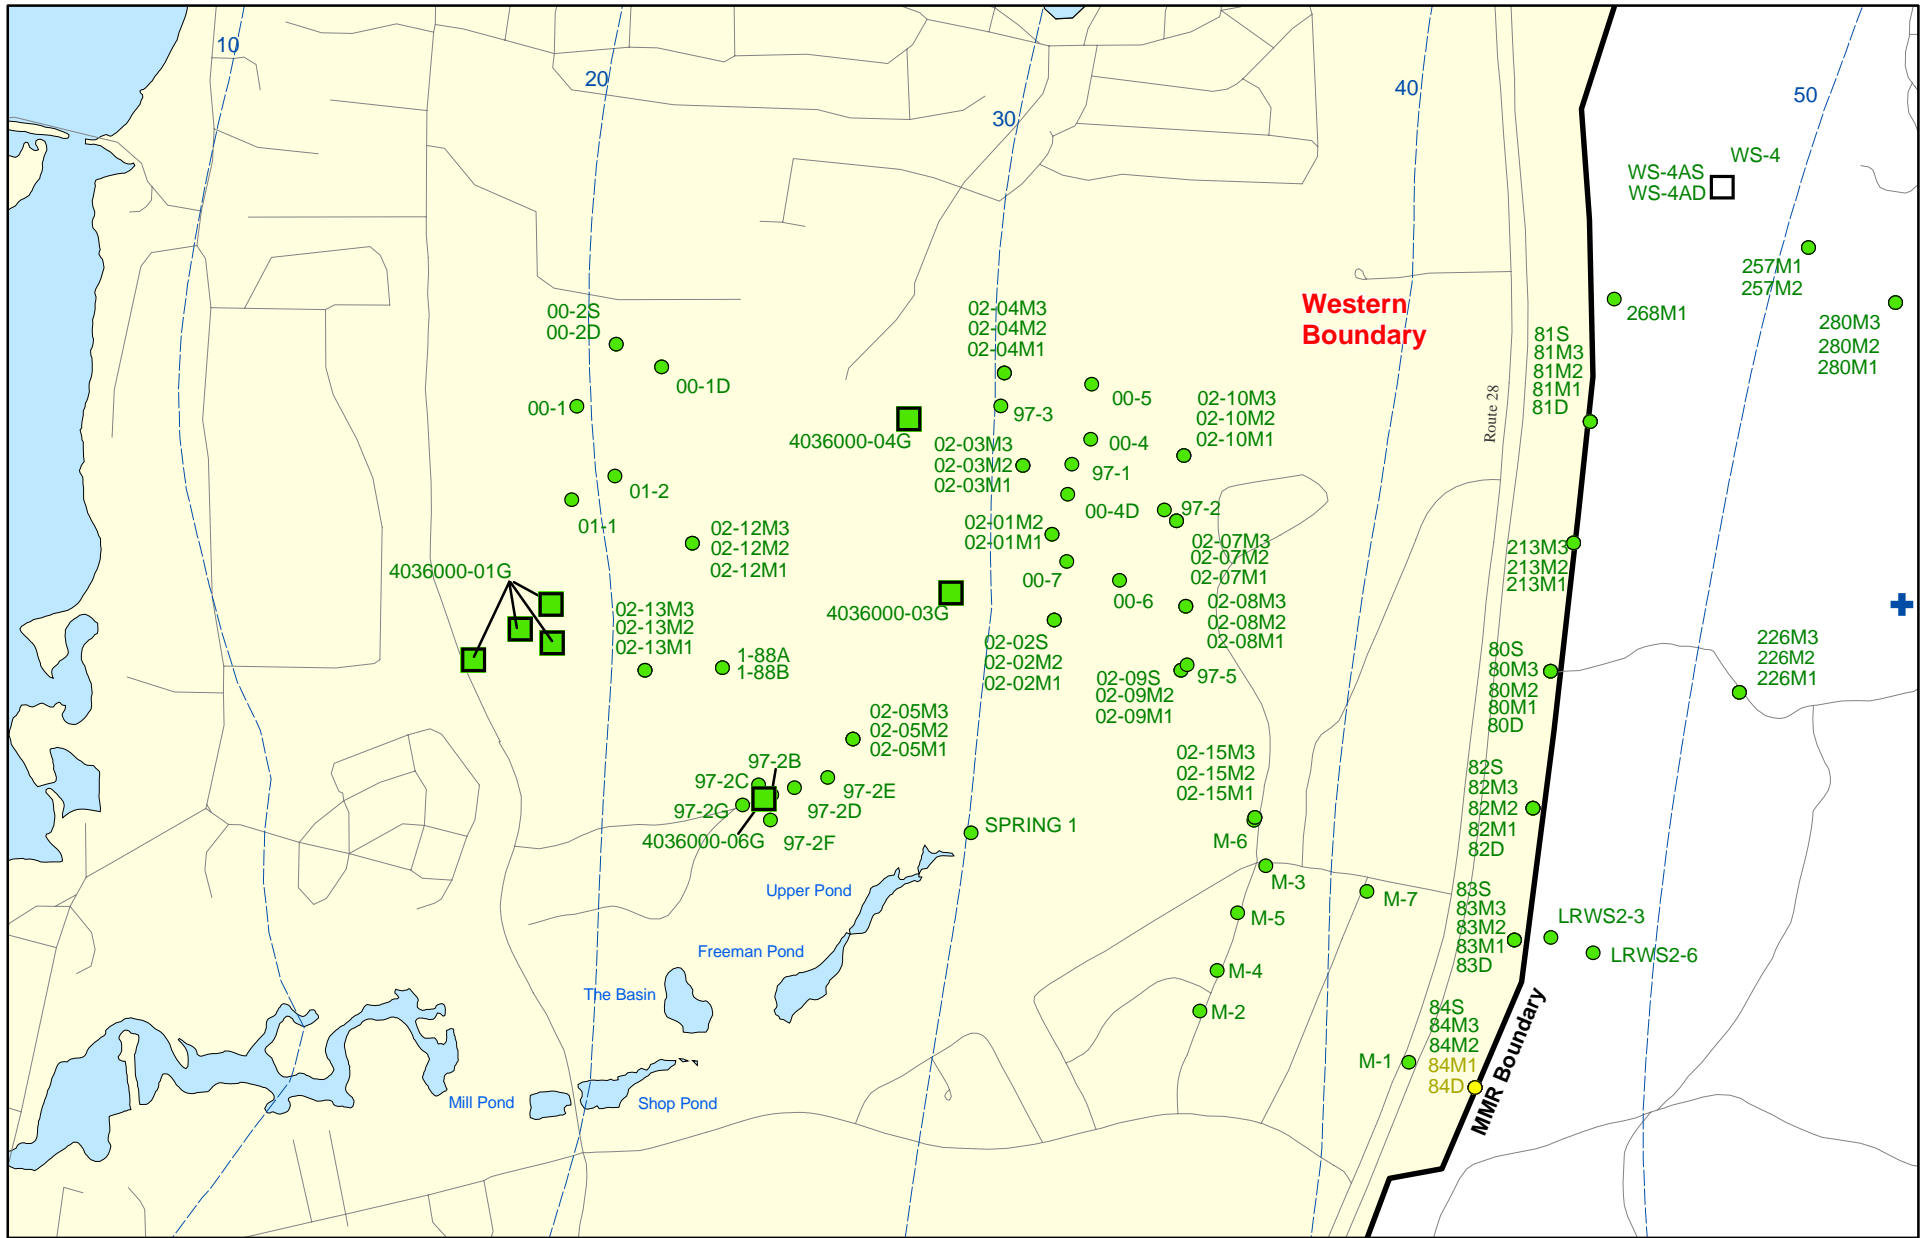 10
20
30
40
50
WS-4
WS-4AS
WS-4AD
257M1
257M2
268M1
280M3
280M2
280M1
Western
Boundary
00-2S
00-2D
00-1D
00-1
01-2
01-1
02-04M3
02-04M2
02-04M1
97-3
00-5
4036000-04G
02-03M3
02-03M2
02-03M1
00-4
97-1
00-4D
02-10M3
02-10M2
02-10M1
97-2
Route 28
81S
81M3
81M2
81M1
81D
02-12M3
02-12M2
02-12M1
4036000-01G
02-01M2
02-01M1
00-7
00-6
02-07M3
02-07M2
02-07M1
213M3
213M2
213M1
02-13M3
02-13M2
02-13M1
1-88A
1-88B
4036000-03G
02-02S
02-02M2
02-02M1
02-08M3
02-08M2
02-08M1
02-09S
02-09M2
02-09M1
97-5
80S
80M3
80M2
80M1
80D
226M3
226M2
226M1
02-05M3
02-05M2
02-05M1
97-2B
97-2C
97-2G
97-2E
97-2D
97-2F
4036000-06G
SPRING 1
02-15M3
02-15M2
02-15M1
M-6
M-3
M-5
M-7
M-4
M-2
M-1
82S
82M3
82M2
82M1
82D
83S
83M3
83M2
83M1
83D
LRWS2-3
LRWS2-6
84S
84M3
84M2
84M1
84D
MMR Boundary
Upper Pond
Freeman Pond
The Basin
Mill Pond
Shop Pond